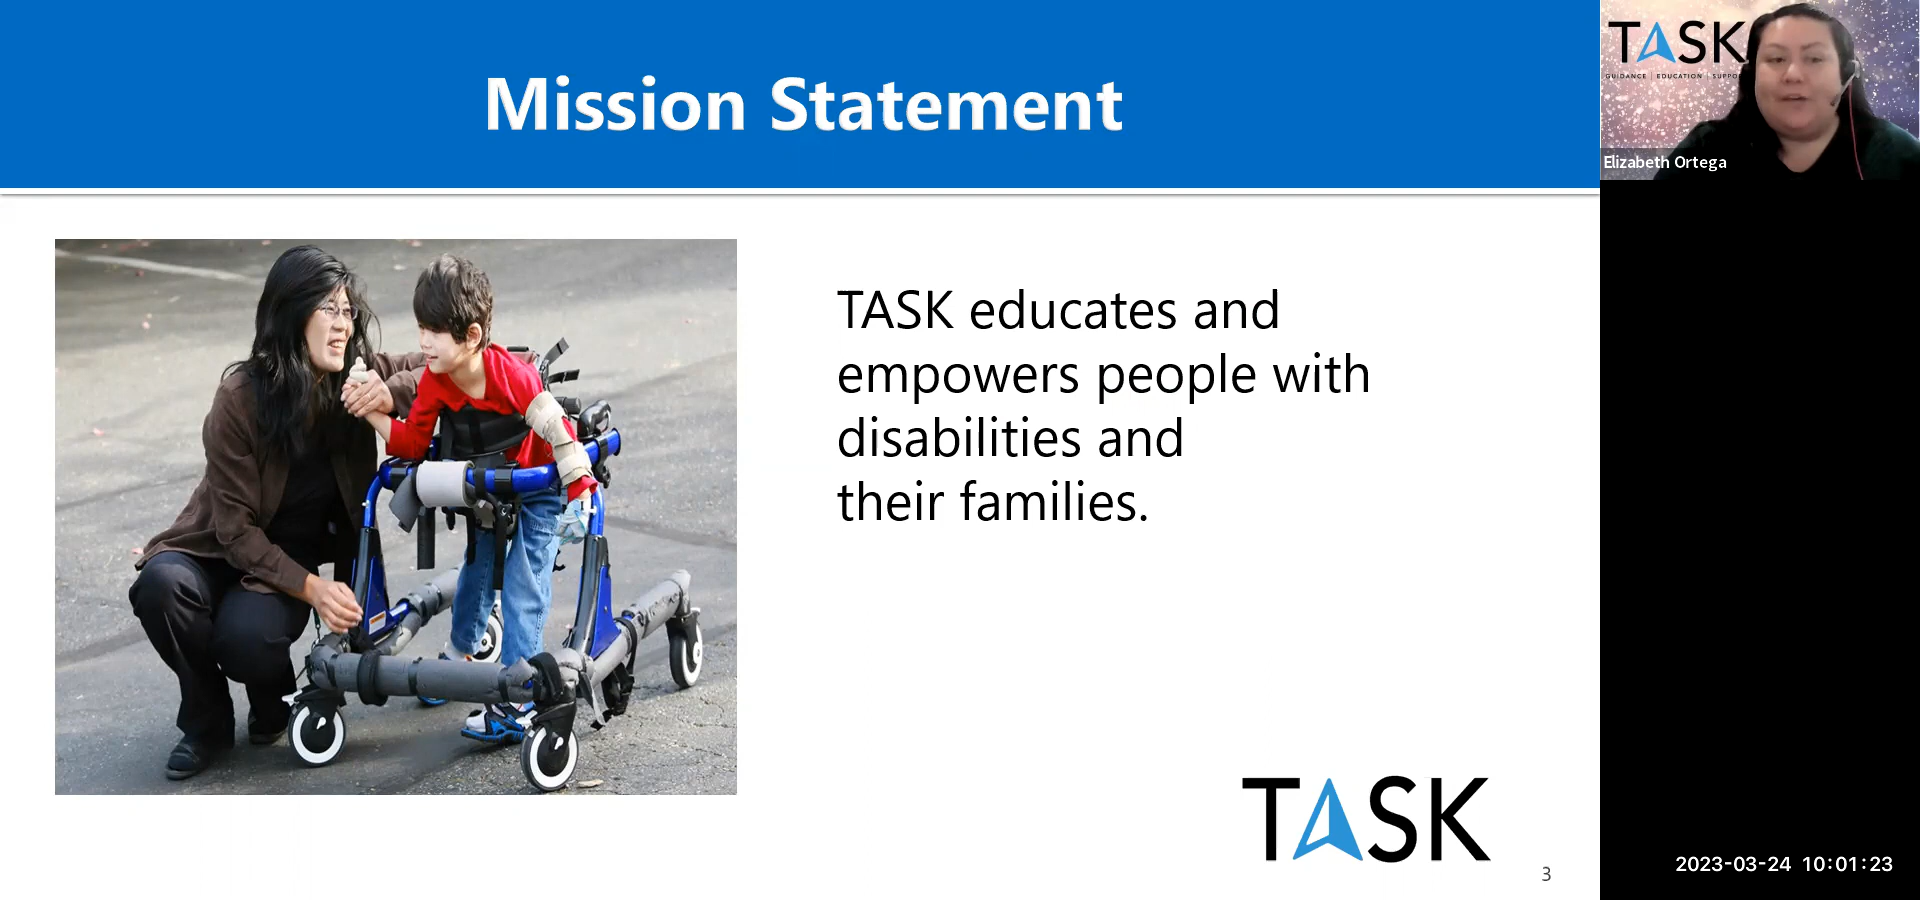 Mission Statement
TASK educates and
empowers people with
disabilities and
their families.
TASK
3
TASK
GUIDANCE | EDUCATION |
Elizabeth Ortega
2023-03-24 10:01:23